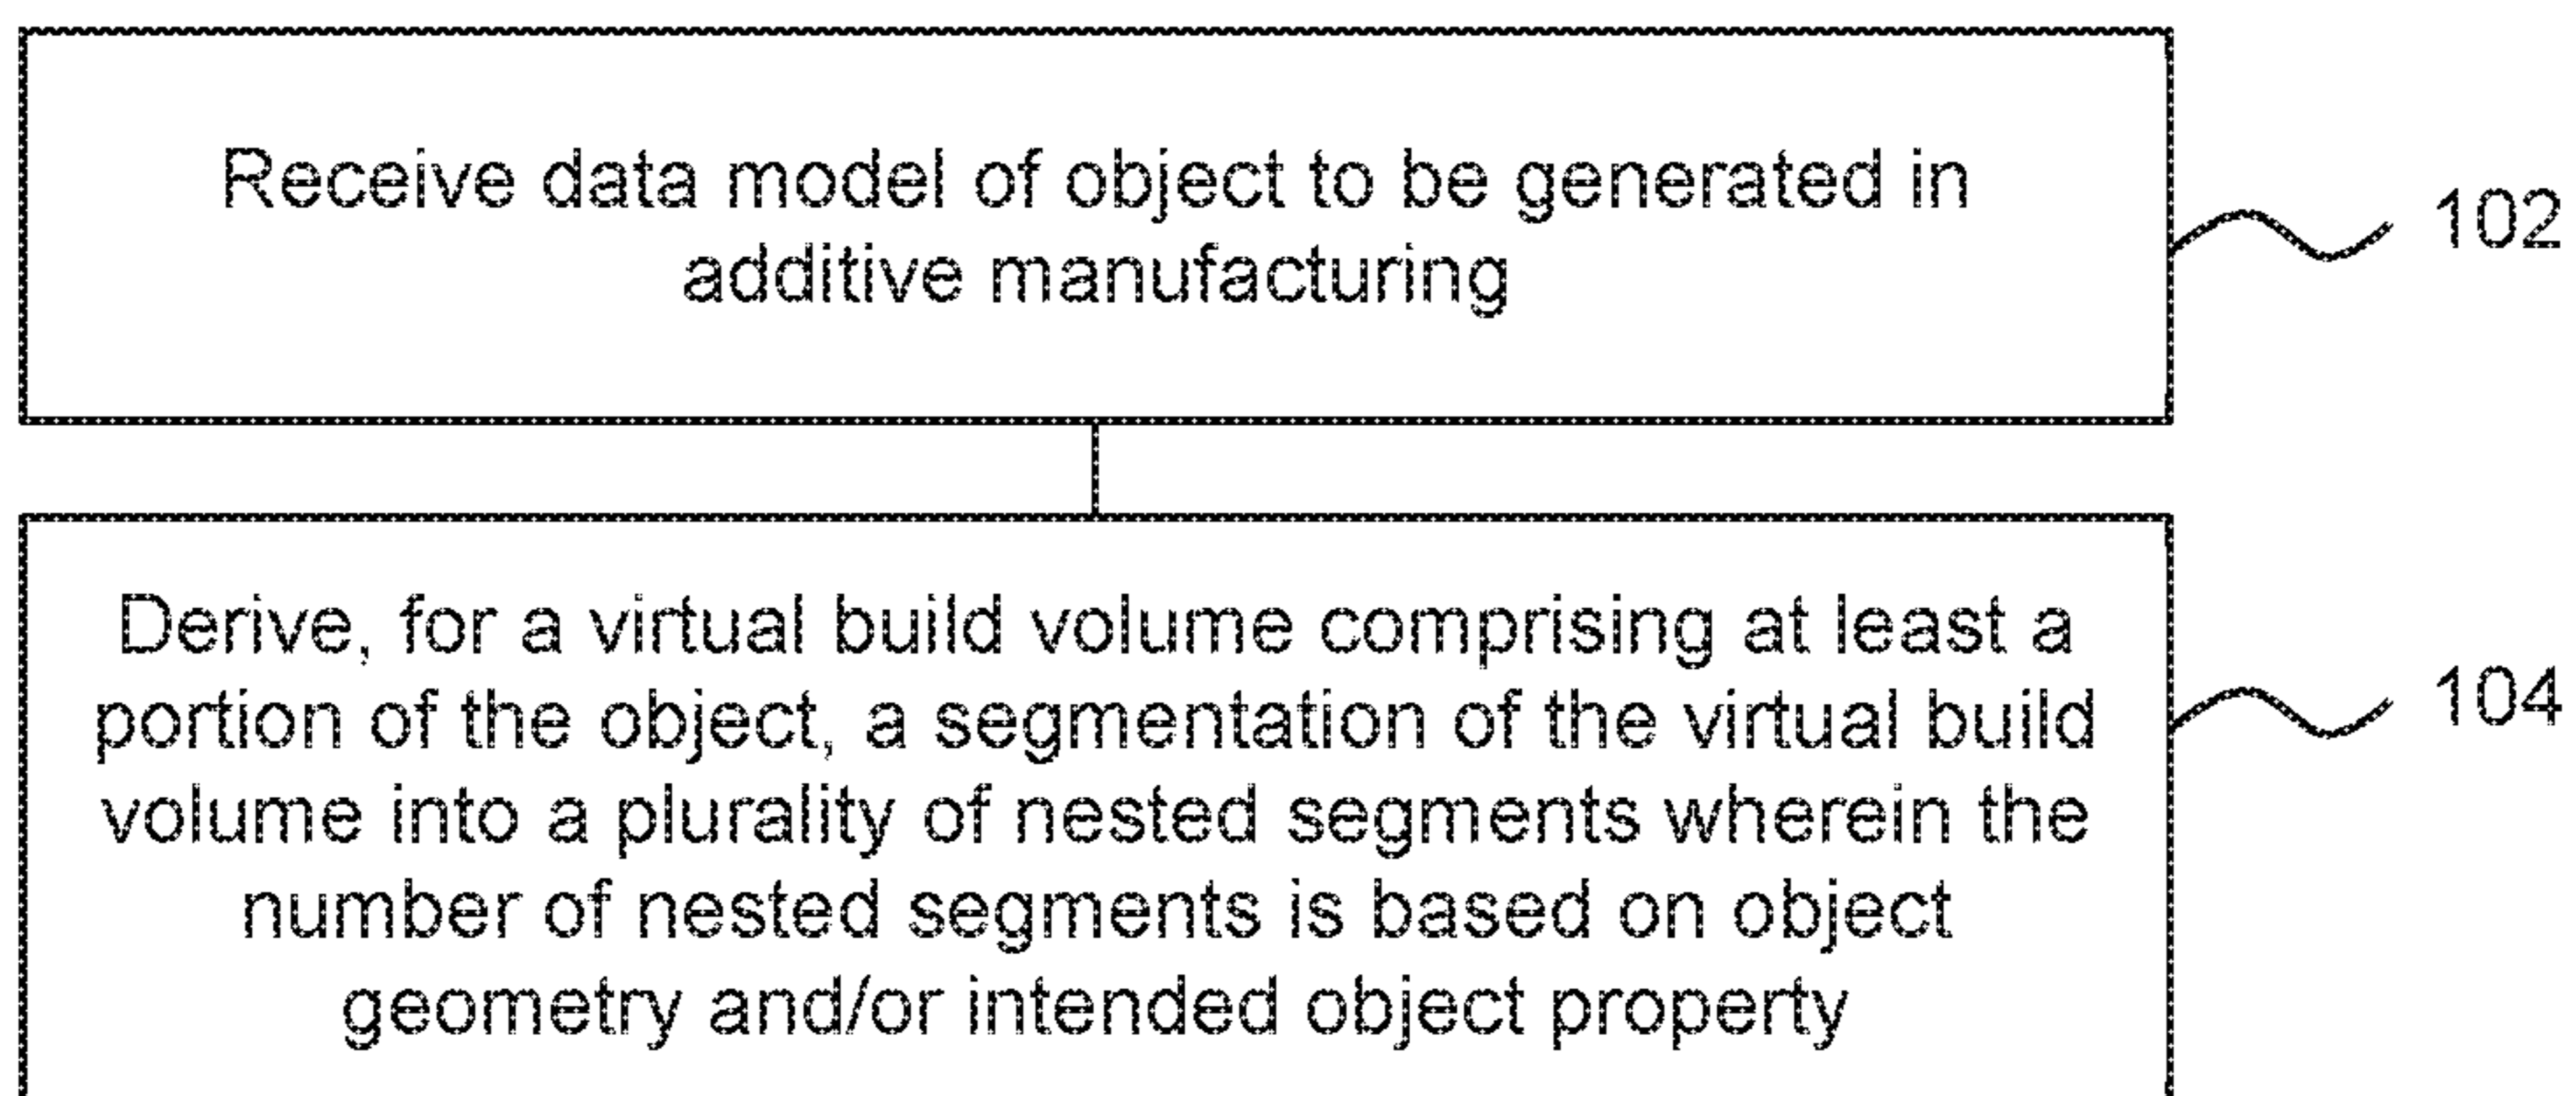 Receive data model of object to be generated in
additive manufacturing
102
Derive, for a virtual build volume comprising at least a
portion of the object, a segmentation of the virtual build
volume into a plurality of nested segments wherein the
number of nested segments is based on object
geometry and/or intended object property
104